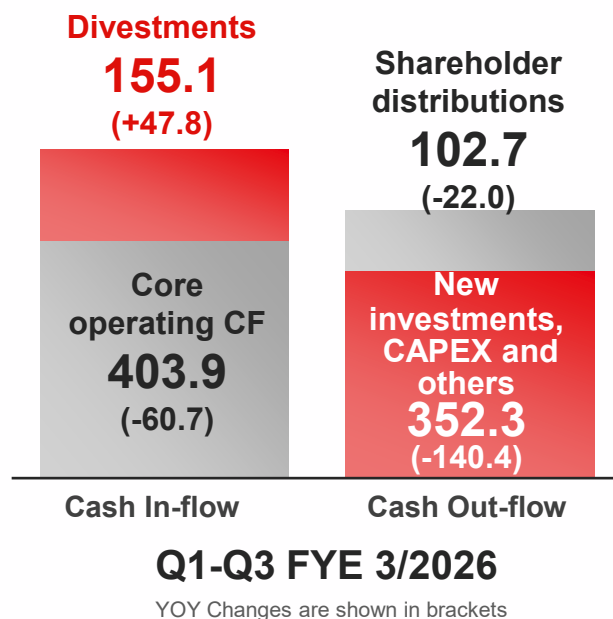 Divestments
155.1
(+47.8)
Core
operating CF
403.9
(-60.7)
Cash In-flow
Shareholder
distributions
102.7
(-22.0)
New
investments,
CAPEX and
others
352.3
(-140.4)
Cash Out-flow
Q1-Q3 FYE 3/2026
YOY Changes are shown in brackets